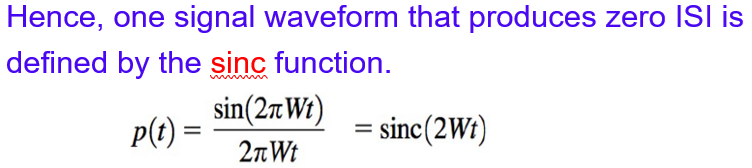 Hence, one signal waveform that produces zero ISI is
defined by the sinc function.
p(t) = sin(2πWt) / 2πWt = sinc(2Wt)